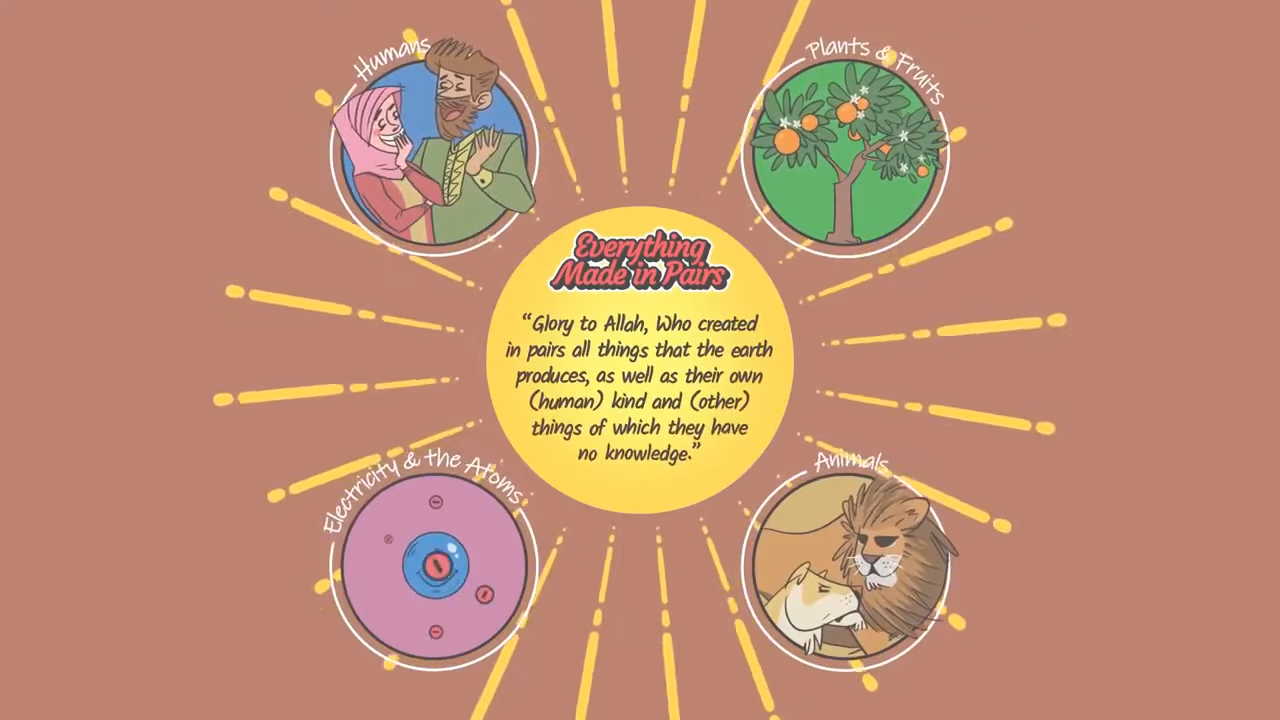 Humans
Plants & Fruits
Everything
Made in Pairs
“Glory to Allah, Who created
in pairs all things that the earth
produces, as well as their own
(human) kind and (other)
things of which they have
no knowledge.”
Electricity & the Atoms
Animals